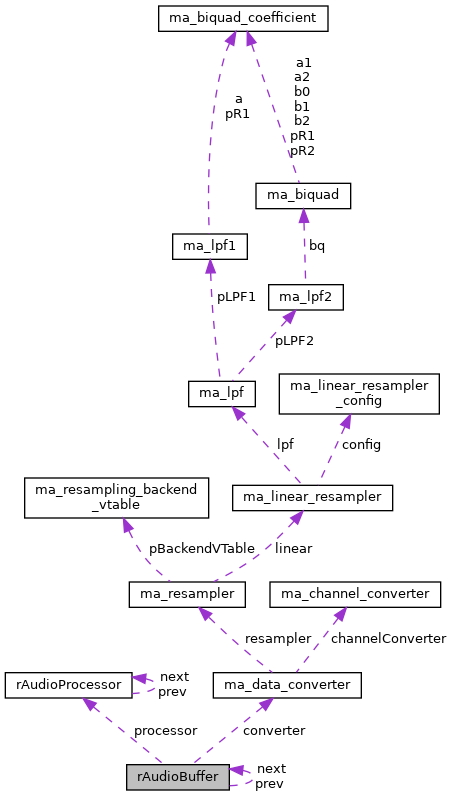 ma_biquad_coefficient
a
pR1
a1
a2
b0
b1
b2
pR1
pR2
ma_biquad
ma_lpf1
bq
ma_lpf2
pLPF1
pLPF2
ma_lpf
ma_linear_resampler
_config
lpf
config
ma_resampling_backend
_vtable
ma_linear_resampler
pBackendVTable
linear
ma_resampler
ma_channel_converter
resampler
channelConverter
rAudioProcessor
next
prev
ma_data_converter
processor
converter
rAudioBuffer
next
prev